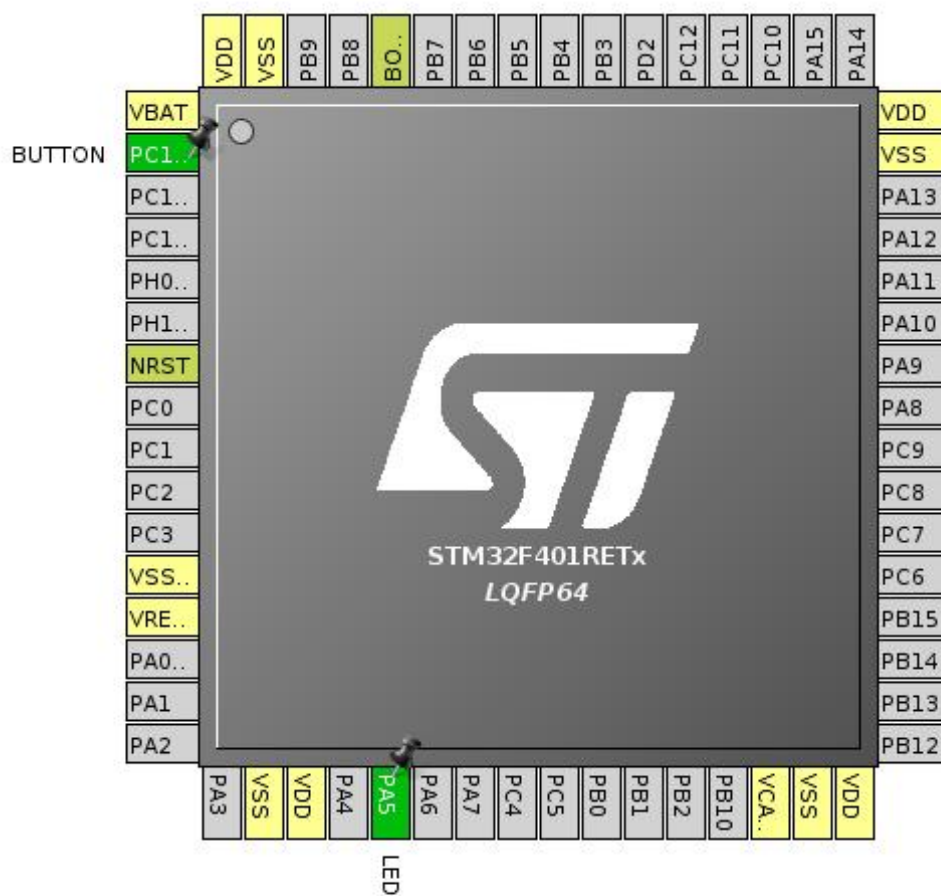 VDD
VSS
PB9
PB8
BO..
PB7
PB6
PB5
PB4
PB3
PD2
PC12
PC11
PC10
PA15
PA14
VBAT
BUTTON
PC1..
PC1..
PC1..
PH0..
PH1..
NRST
PC0
PC1
PC2
PC3
VSS..
VRE..
PA0..
PA1
PA2
ST
STM32F401RETx
LQFP64
VDD
VSS
PA13
PA12
PA11
PA10
PA9
PA8
PC9
PC8
PC7
PC6
PB15
PB14
PB13
PB12
PA3
VSS
VDD
PA4
PA5
PA6
PA7
PC4
PC5
PB0
PB1
PB2
PB10
VCA..
VSS
VDD
LED